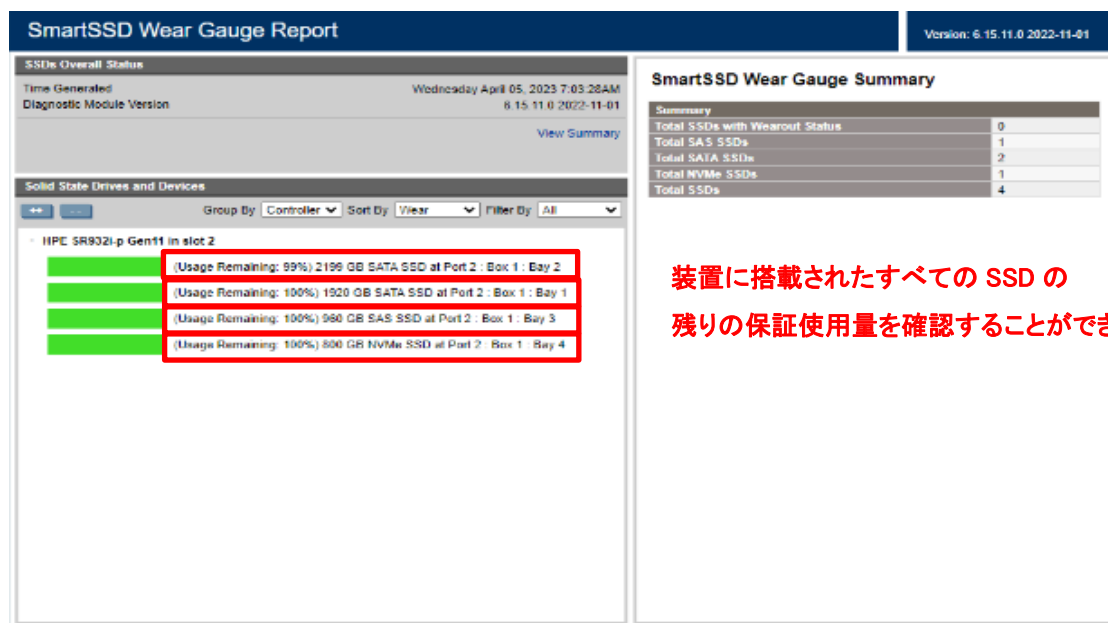 SmartSSD Wear Gauge Report
Version: 6.15.11.0 2022-11-01
SSDs Overall Status
Time Generated Wednesday April 05, 2023 7:03:28AM
Diagnostic Module Version 6.15.11.0 2022-11-01
View Summary
Solid State Drives and Devices
++ -- Group By Controller Sort By Wear Filter By All
HPE SR932i-p Gen11 in slot 2
(Usage Remaining: 99%) 2199 GB SATA SSD at Port 2 : Box 1 : Bay 2
(Usage Remaining: 100%) 1920 GB SATA SSD at Port 2 : Box 1 : Bay 1
(Usage Remaining: 100%) 960 GB SAS SSD at Port 2 : Box 1 : Bay 3
(Usage Remaining: 100%) 800 GB NVMe SSD at Port 2 : Box 1 : Bay 4
SmartSSD Wear Gauge Summary
Summary
Total SSDs with Wearout Status 0
Total SAS SSDs 1
Total SATA SSDs 2
Total NVMe SSDs 1
Total SSDs 4
装置に搭載されたすべての SSD の
残りの保証使用量を確認することができ